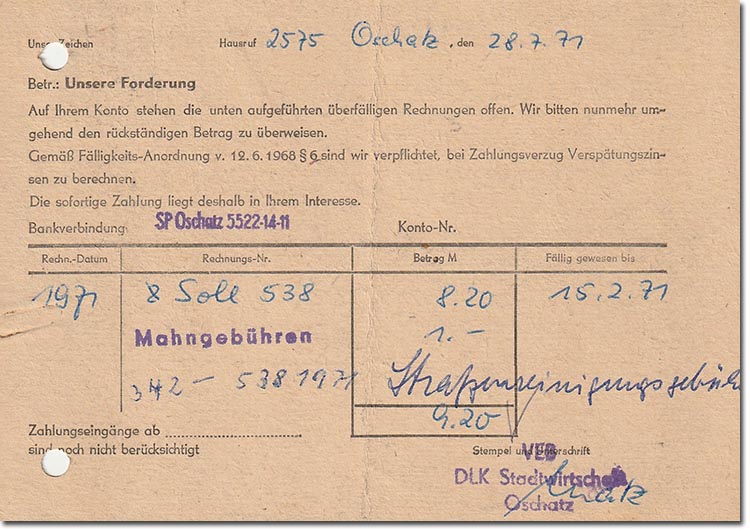 Unsre Zeichen Hausruf 2575 Oschatz, den 28.7.71
Betr.: Unsere Forderung
Auf Ihrem Konto stehen die unten aufgeführten überfälligen Rechnungen offen. Wir bitten nunmehr um-
gehend den rückständigen Betrag zu überweisen.
Gemäß Fälligkeits-Anordnung v. 12. 6. 1968 § 6 sind wir verpflichtet, bei Zahlungsverzug Verspätungszin-
sen zu berechnen.
Die sofortige Zahlung liegt deshalb in Ihrem Interesse.
Bankverbindung: SP Oschatz 5522-14-11 Konto-Nr.
Rechn.-Datum Rechnungs-Nr. Betrag M Fällig gewesen bis
1971 & Soll 538 8.20 15.2.71
Mahngebühren 1.-
342 - 538 1971 Straßenreinigungsgebüh
9.20
Zahlungseingänge ab
sind noch nicht berücksichtigt
Stempel und Unterschrift
VEB
DLK Stadtwirtschaft
Oschatz